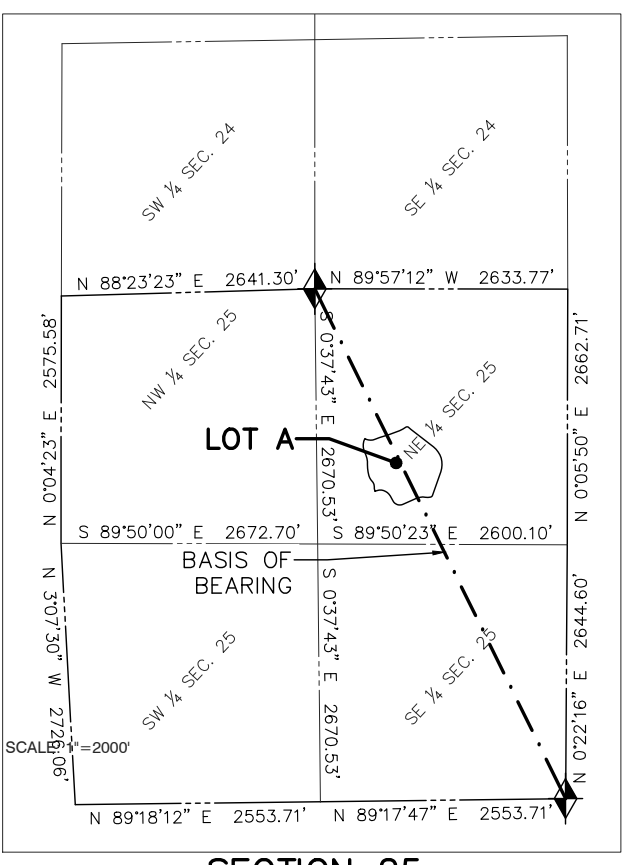 SW ¼ SEC. 24
SE ¼ SEC. 24
N 88°23'23" E 2641.30'
N 89°57'12" W 2633.77'
N 0°04'23" E 2575.58'
NW ¼ SEC. 25
S 0°37'43" E 2670.53'
NE ¼ SEC. 25
N 0°05'50" E 2662.71'
LOT A
S 89°50'00" E 2672.70'
S 89°50'23" E 2600.10'
BASIS OF
BEARING
N 3°07'30" W 2726.06'
SW ¼ SEC. 25
S 0°37'43" E 2670.53'
SE ¼ SEC. 25
N 0°22'16" E 2644.60'
SCALE: 1"=2000'
N 89°18'12" E 2553.71'
N 89°17'47" E 2553.71'
SECTION 25